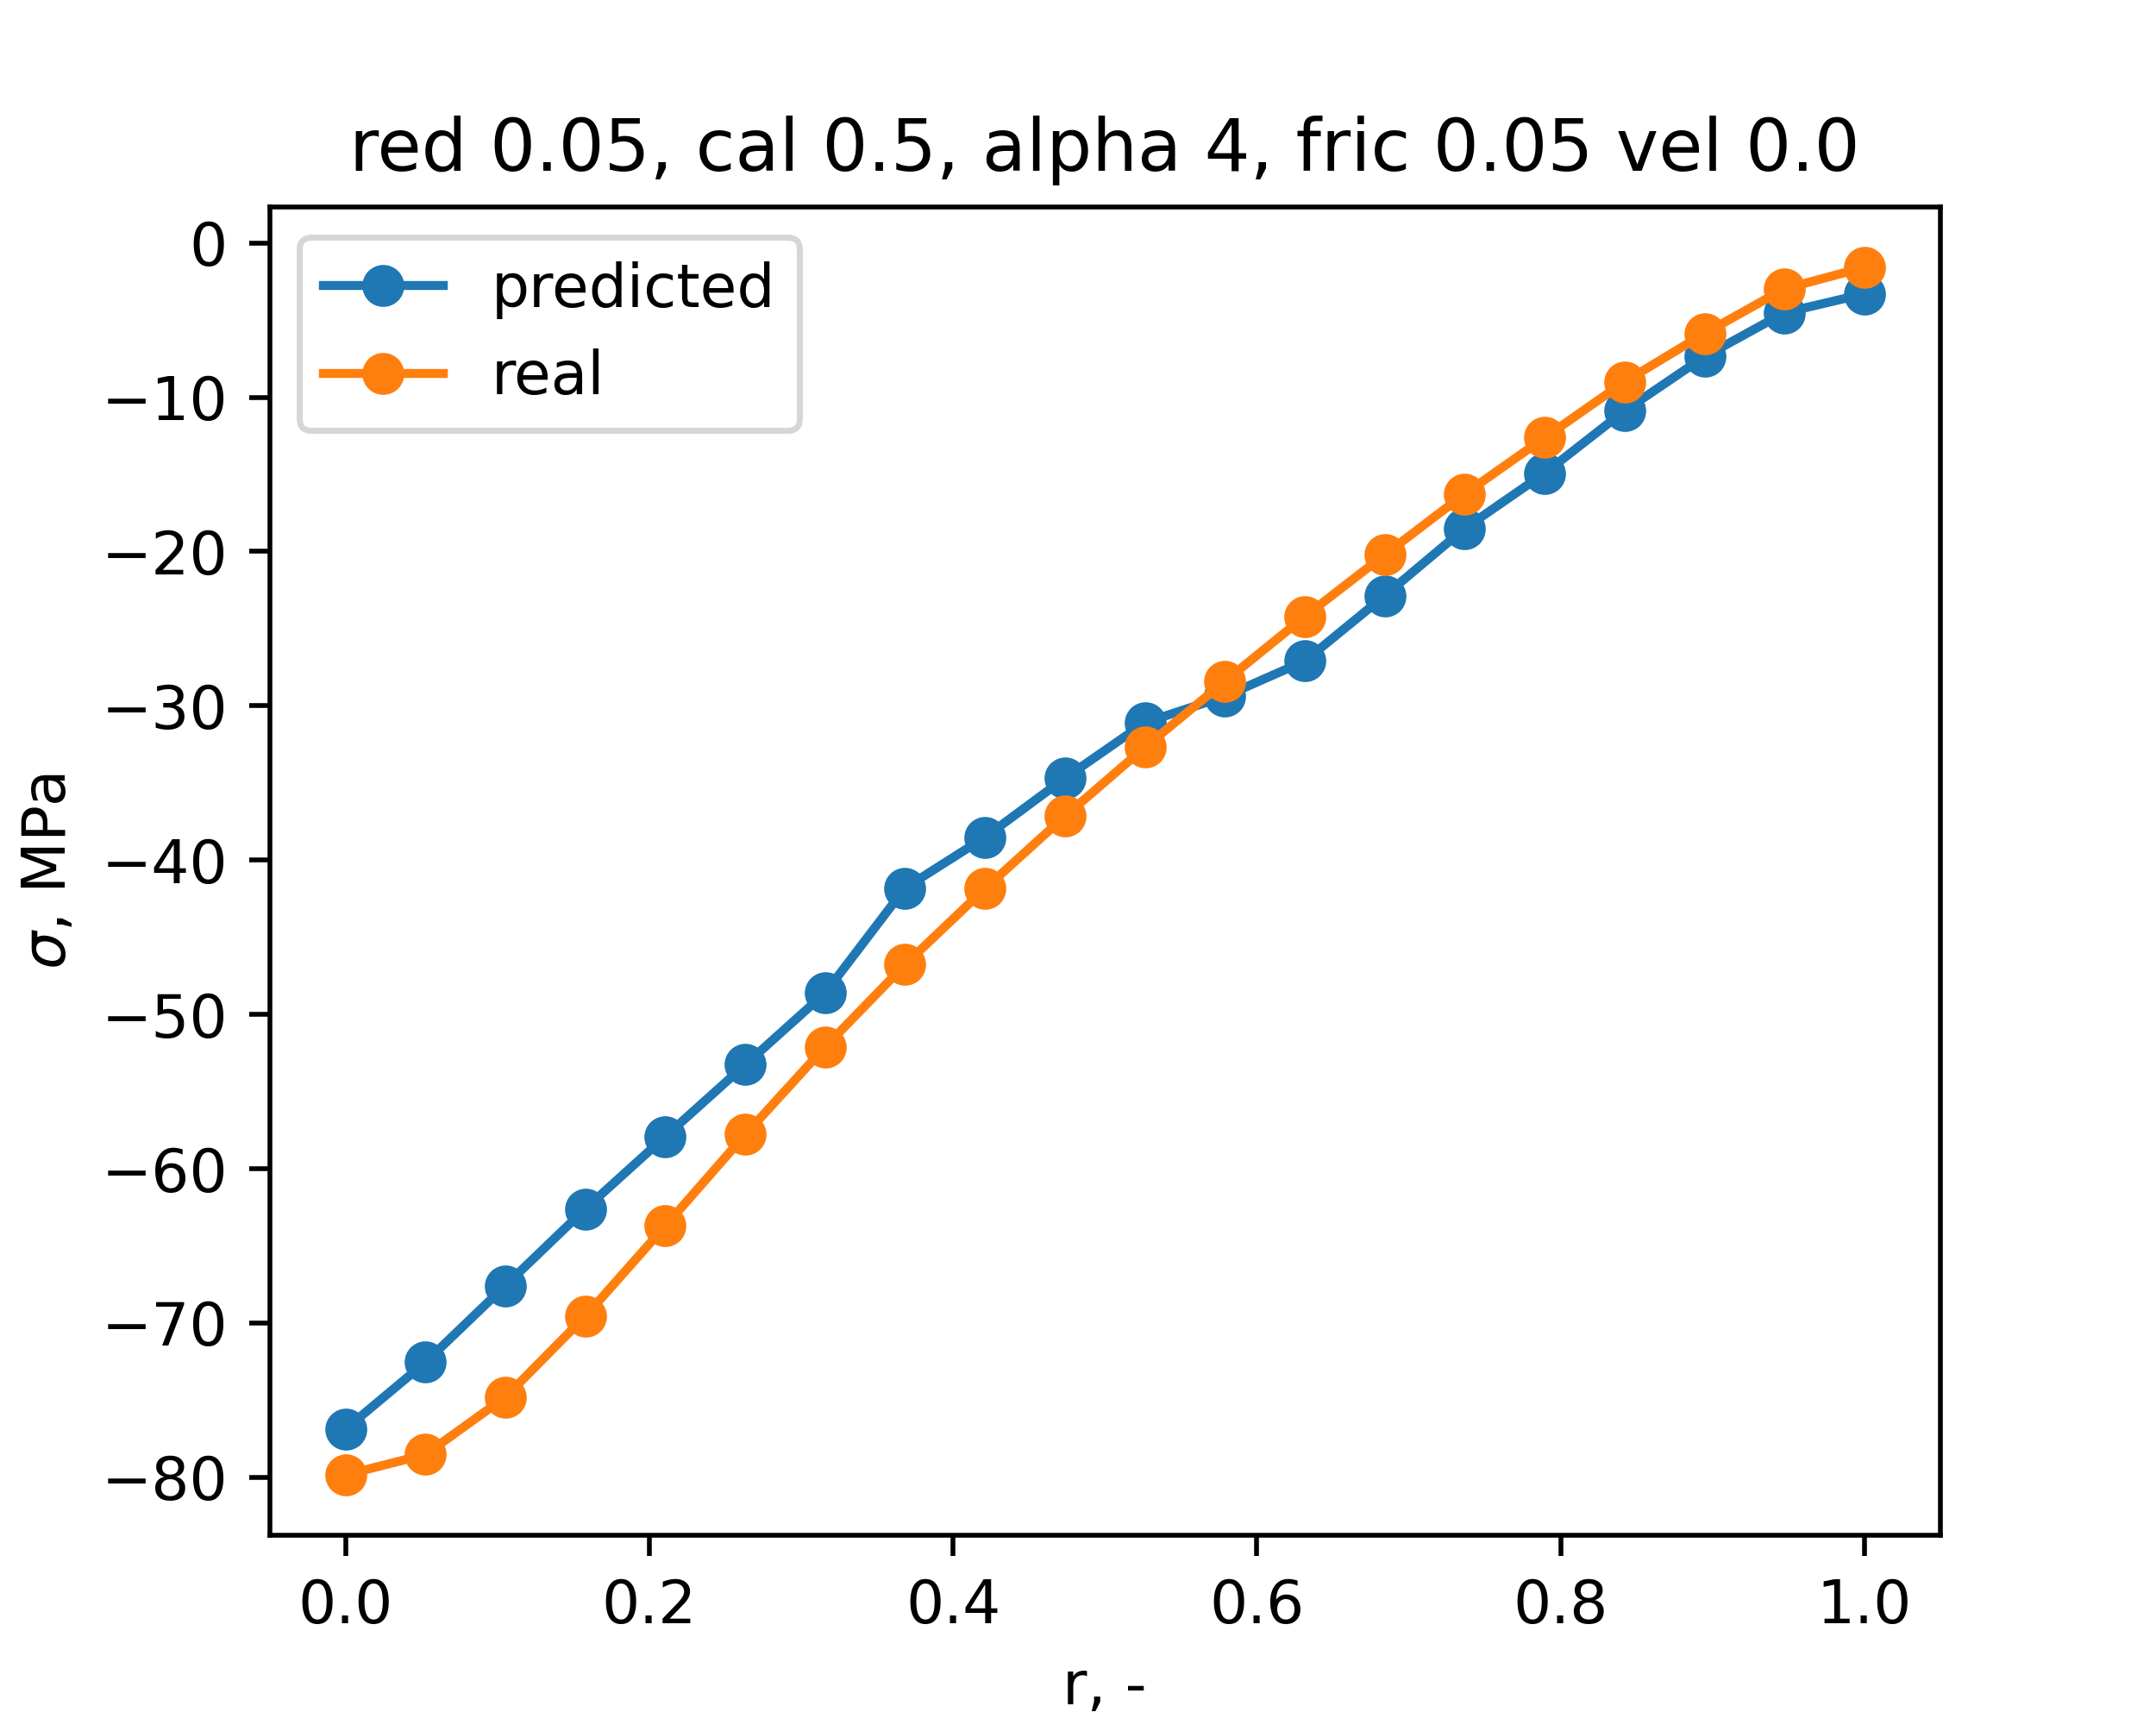 red 0.05, cal 0.5, alpha 4, fric 0.05 vel 0.0
predicted
real
0
−10
−20
−30
−40
−50
−60
−70
−80
σ, MPa
0.0 0.2 0.4 0.6 0.8 1.0
r, -